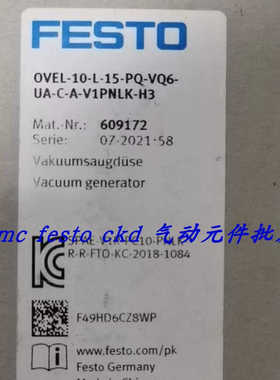 FESTO
OVEL-10-L-15-PQ-VQ6-
UA-C-A-V1PNLK-H3
Mat.-Nr.: 609172
Serie: 07-2021・58
Vakuumsaugdüse
Vacuum generator
mc festo ckd 气动元件批
R-R-FTO-KC-2018-1084
F49HD6CZ8WP
www.festo.com/pk
Festo Germany